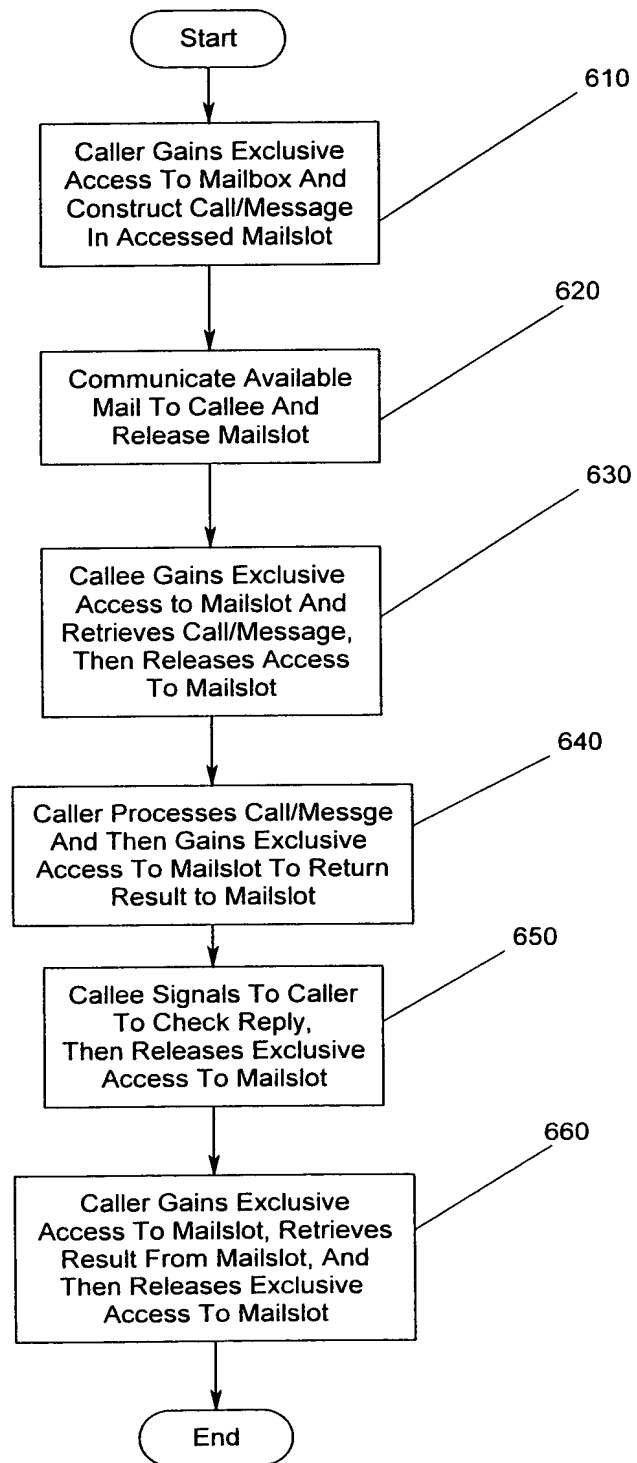 Start
610
Caller Gains Exclusive
Access To Mailbox And
Construct Call/Message
In Accessed Mailslot
620
Communicate Available
Mail To Callee And
Release Mailslot
630
Callee Gains Exclusive
Access to Mailslot And
Retrieves Call/Message,
Then Releases Access
To Mailslot
640
Caller Processes Call/Messge
And Then Gains Exclusive
Access To Mailslot To Return
Result to Mailslot
650
Callee Signals To Caller
To Check Reply,
Then Releases Exclusive
Access To Mailslot
660
Caller Gains Exclusive
Access To Mailslot, Retrieves
Result From Mailslot, And
Then Releases Exclusive
Access To Mailslot
End